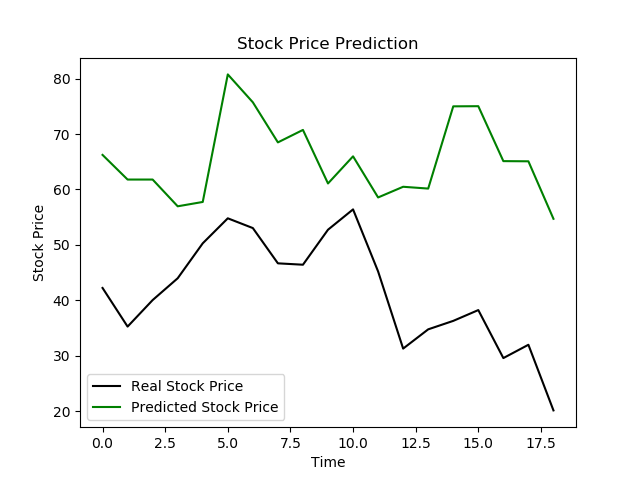 Stock Price Prediction
80
70
60
50
40
30
20
Stock Price
Real Stock Price
Predicted Stock Price
0.0 2.5 5.0 7.5 10.0 12.5 15.0 17.5
Time